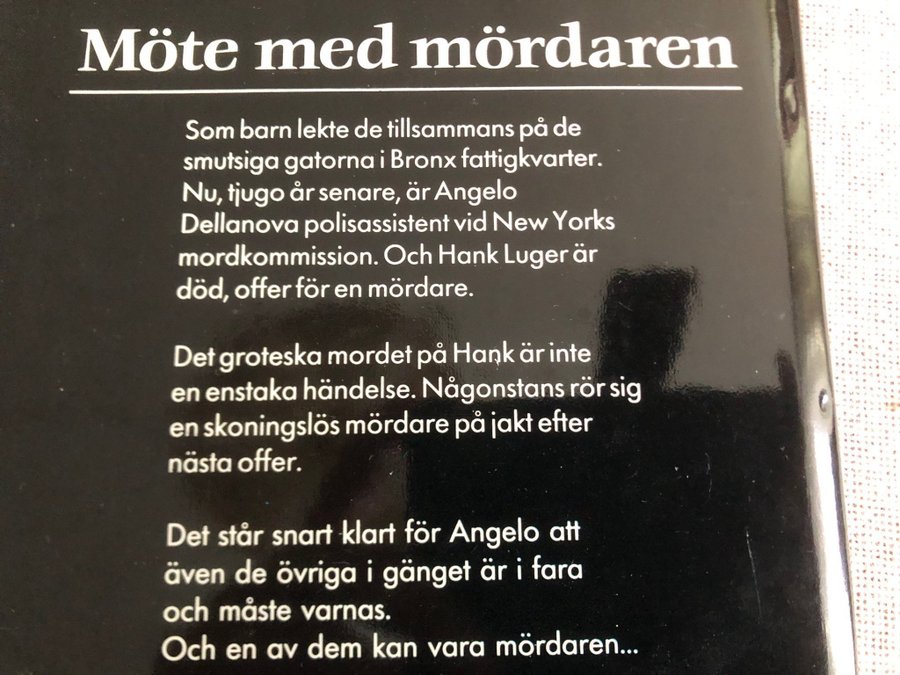 Möte med mördaren
Som barn lekte de tillsammans på de
smutsiga gatorna i Bronx fattigkvarter.
Nu, tjugo år senare, är Angelo
Dellanova polisassistent vid New Yorks
mordkommission. Och Hank Luger är
död, offer för en mördare.
Det groteska mordet på Hank är inte
en enstaka händelse. Någonstans rör sig
en skoningslös mördare på jakt efter
nästa offer.
Det står snart klart för Angelo att
även de övriga i gänget är i fara
och måste varnas.
Och en av dem kan vara mördaren...